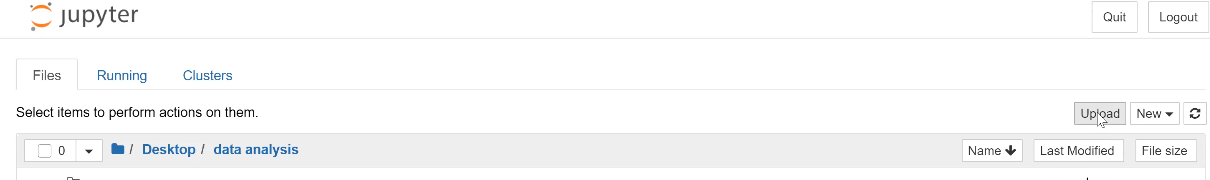 jupyter Quit Logout
Files Running Clusters
Select items to perform actions on them. Upload New
0 / Desktop / data analysis Name Last Modified File size